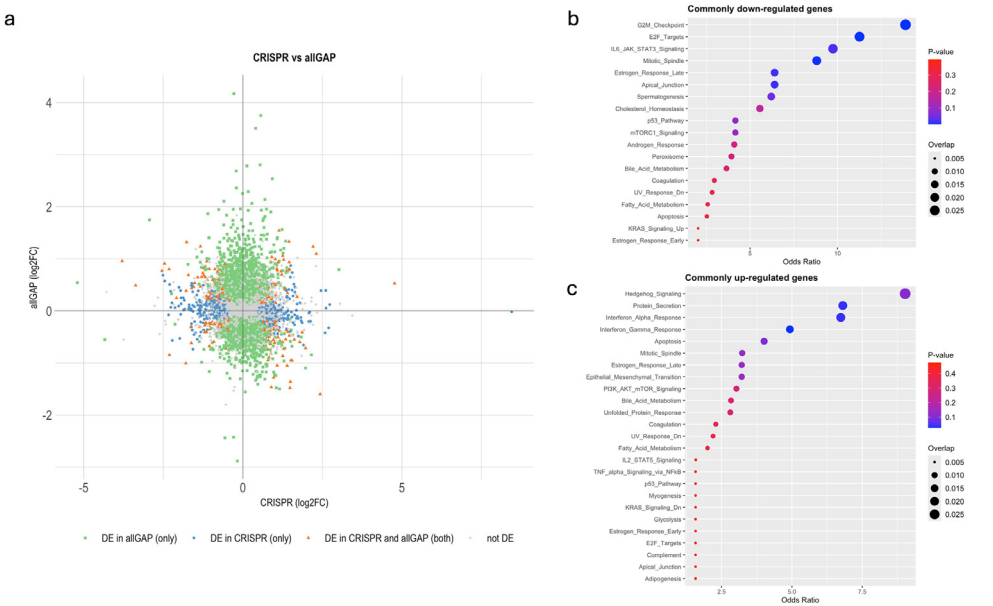 a
CRISPR vs allGAP
4
2
0
-2
allGAP (log2FC)
-5
0
5
CRISPR (log2FC)
DE in allGAP (only)
DE in CRISPR (only)
DE in CRISPR and allGAP (both)
not DE
b
Commonly down-regulated genes
G2M_Checkpoint
E2F_Targets
IL6_JAK_STAT3_Signaling
Mitotic_Spindle
Estrogen_Response_Late
Apical_Junction
Spermatogenesis
Cholesterol_Homeostasis
p53_Pathway
mTORC1_Signaling
Androgen_Response
Peroxisome
Bile_Acid_Metabolism
Coagulation
UV_Response_Dn
Fatty_Acid_Metabolism
Apoptosis
KRAS_Signaling_Up
Estrogen_Response_Early
5
10
Odds Ratio
P-value
0.3
0.2
0.1
Overlap
0.005
0.010
0.015
0.020
0.025
c
Commonly up-regulated genes
Hedgehog_Signaling
Protein_Secretion
Interferon_Alpha_Response
Interferon_Gamma_Response
Apoptosis
Mitotic_Spindle
Estrogen_Response_Late
Epithelial_Mesenchymal_Transition
PI3K_AKT_mTOR_Signaling
Bile_Acid_Metabolism
Unfolded_Protein_Response
Coagulation
UV_Response_Dn
Fatty_Acid_Metabolism
IL2_STAT5_Signaling
TNF_alpha_Signaling_via_NFkB
p53_Pathway
Myogenesis
KRAS_Signaling_Dn
Glycolysis
Estrogen_Response_Early
E2F_Targets
Complement
Apical_Junction
Adipogenesis
2.5
5.0
7.5
Odds Ratio
P-value
0.4
0.3
0.2
0.1
Overlap
0.005
0.010
0.015
0.020
0.025